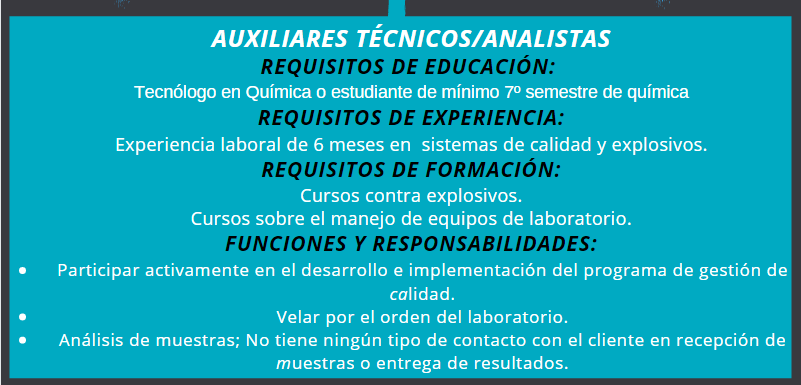 AUXILIARES TÉCNICOS/ANALISTAS
REQUISITOS DE EDUCACIÓN:
Tecnólogo en Química o estudiante de mínimo 7º semestre de química
REQUISITOS DE EXPERIENCIA:
Experiencia laboral de 6 meses en sistemas de calidad y explosivos.
REQUISITOS DE FORMACIÓN:
Cursos contra explosivos.
Cursos sobre el manejo de equipos de laboratorio.
FUNCIONES Y RESPONSABILIDADES:
• Participar activamente en el desarrollo e implementación del programa de gestión de
calidad.
• Velar por el orden del laboratorio.
• Análisis de muestras; No tiene ningún tipo de contacto con el cliente en recepción de
muestras o entrega de resultados.